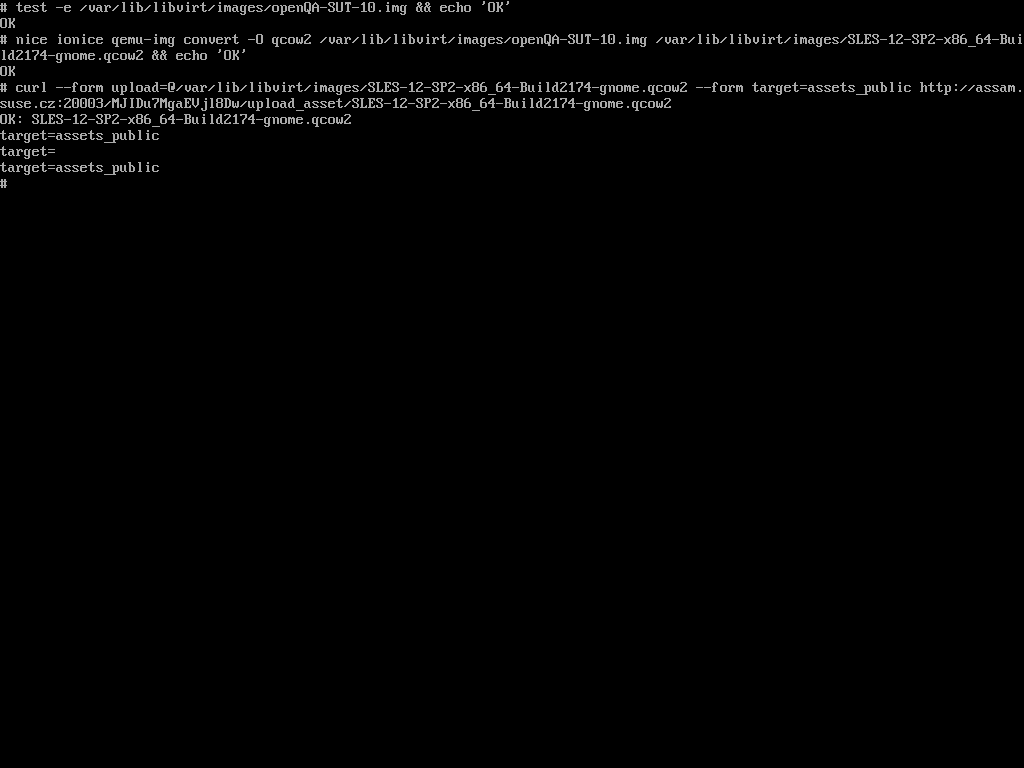 # test -e /var/lib/libvirt/images/openQA-SUT-10.img && echo 'OK'
OK
# nice ionice qemu-img convert -O qcow2 /var/lib/libvirt/images/openQA-SUT-10.img /var/lib/libvirt/images/SLES-12-SP2-x86_64-Bui
ld2174-gnome.qcow2 && echo 'OK'
OK
# curl --form upload=@/var/lib/libvirt/images/SLES-12-SP2-x86_64-Build2174-gnome.qcow2 --form target=assets_public http://assam.
suse.cz:20003/MJIDu7MgaEVjl8Dw/upload_asset/SLES-12-SP2-x86_64-Build2174-gnome.qcow2
OK: SLES-12-SP2-x86_64-Build2174-gnome.qcow2
target=assets_public
target=
target=assets_public
#